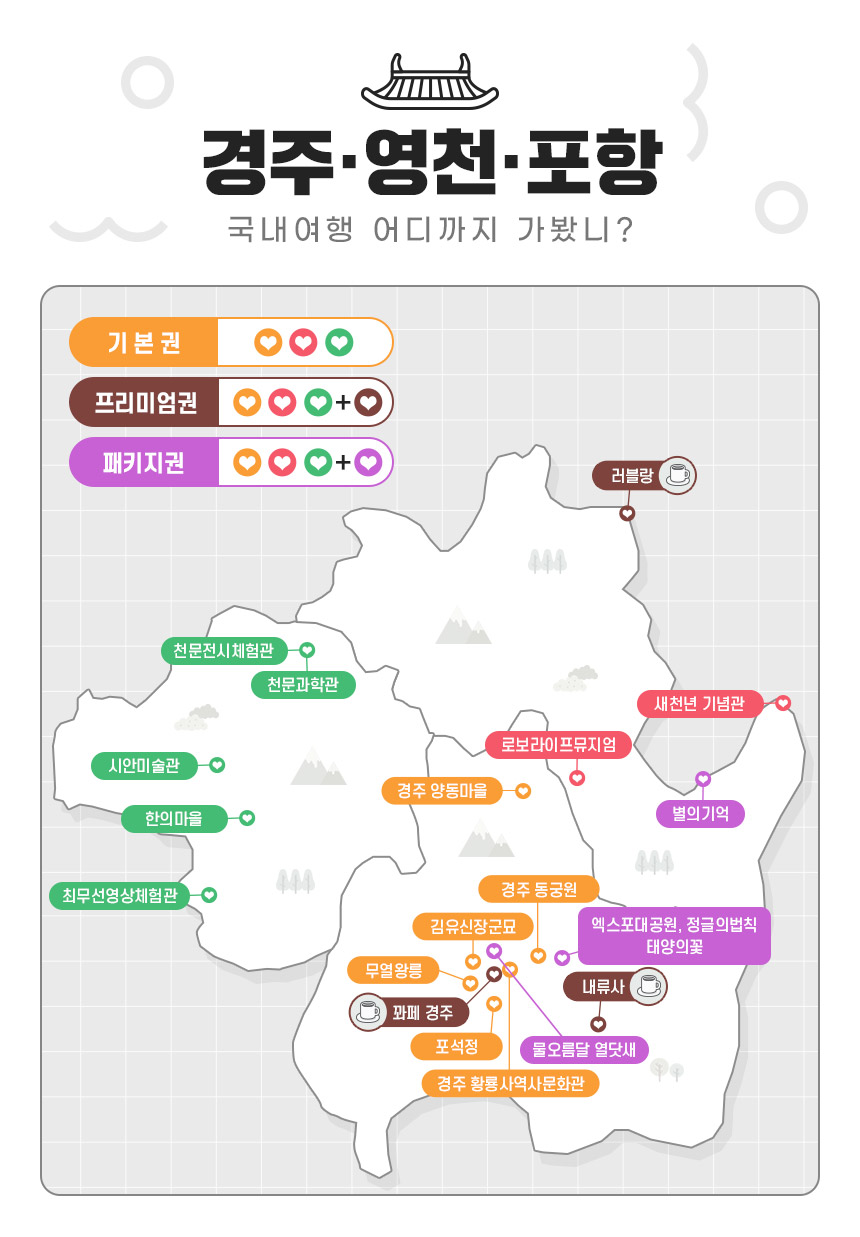 경주·영천·포항
국내여행 어디까지 가봤니?
기본권
프리미엄권
+
패키지권
+
러블랑
천문전시체험관
천문과학관
새천년 기념관
로보라이프뮤지엄
시안미술관
경주 양동마을
별의기억
한의마을
최무선영상체험관
경주 동궁원
엑스포대공원, 정글의법칙
태양의꽃
김유신장군묘
무열왕릉
내류사
꽈페 경주
포석정
물오름달 열닷새
경주 황룡사역사문화관